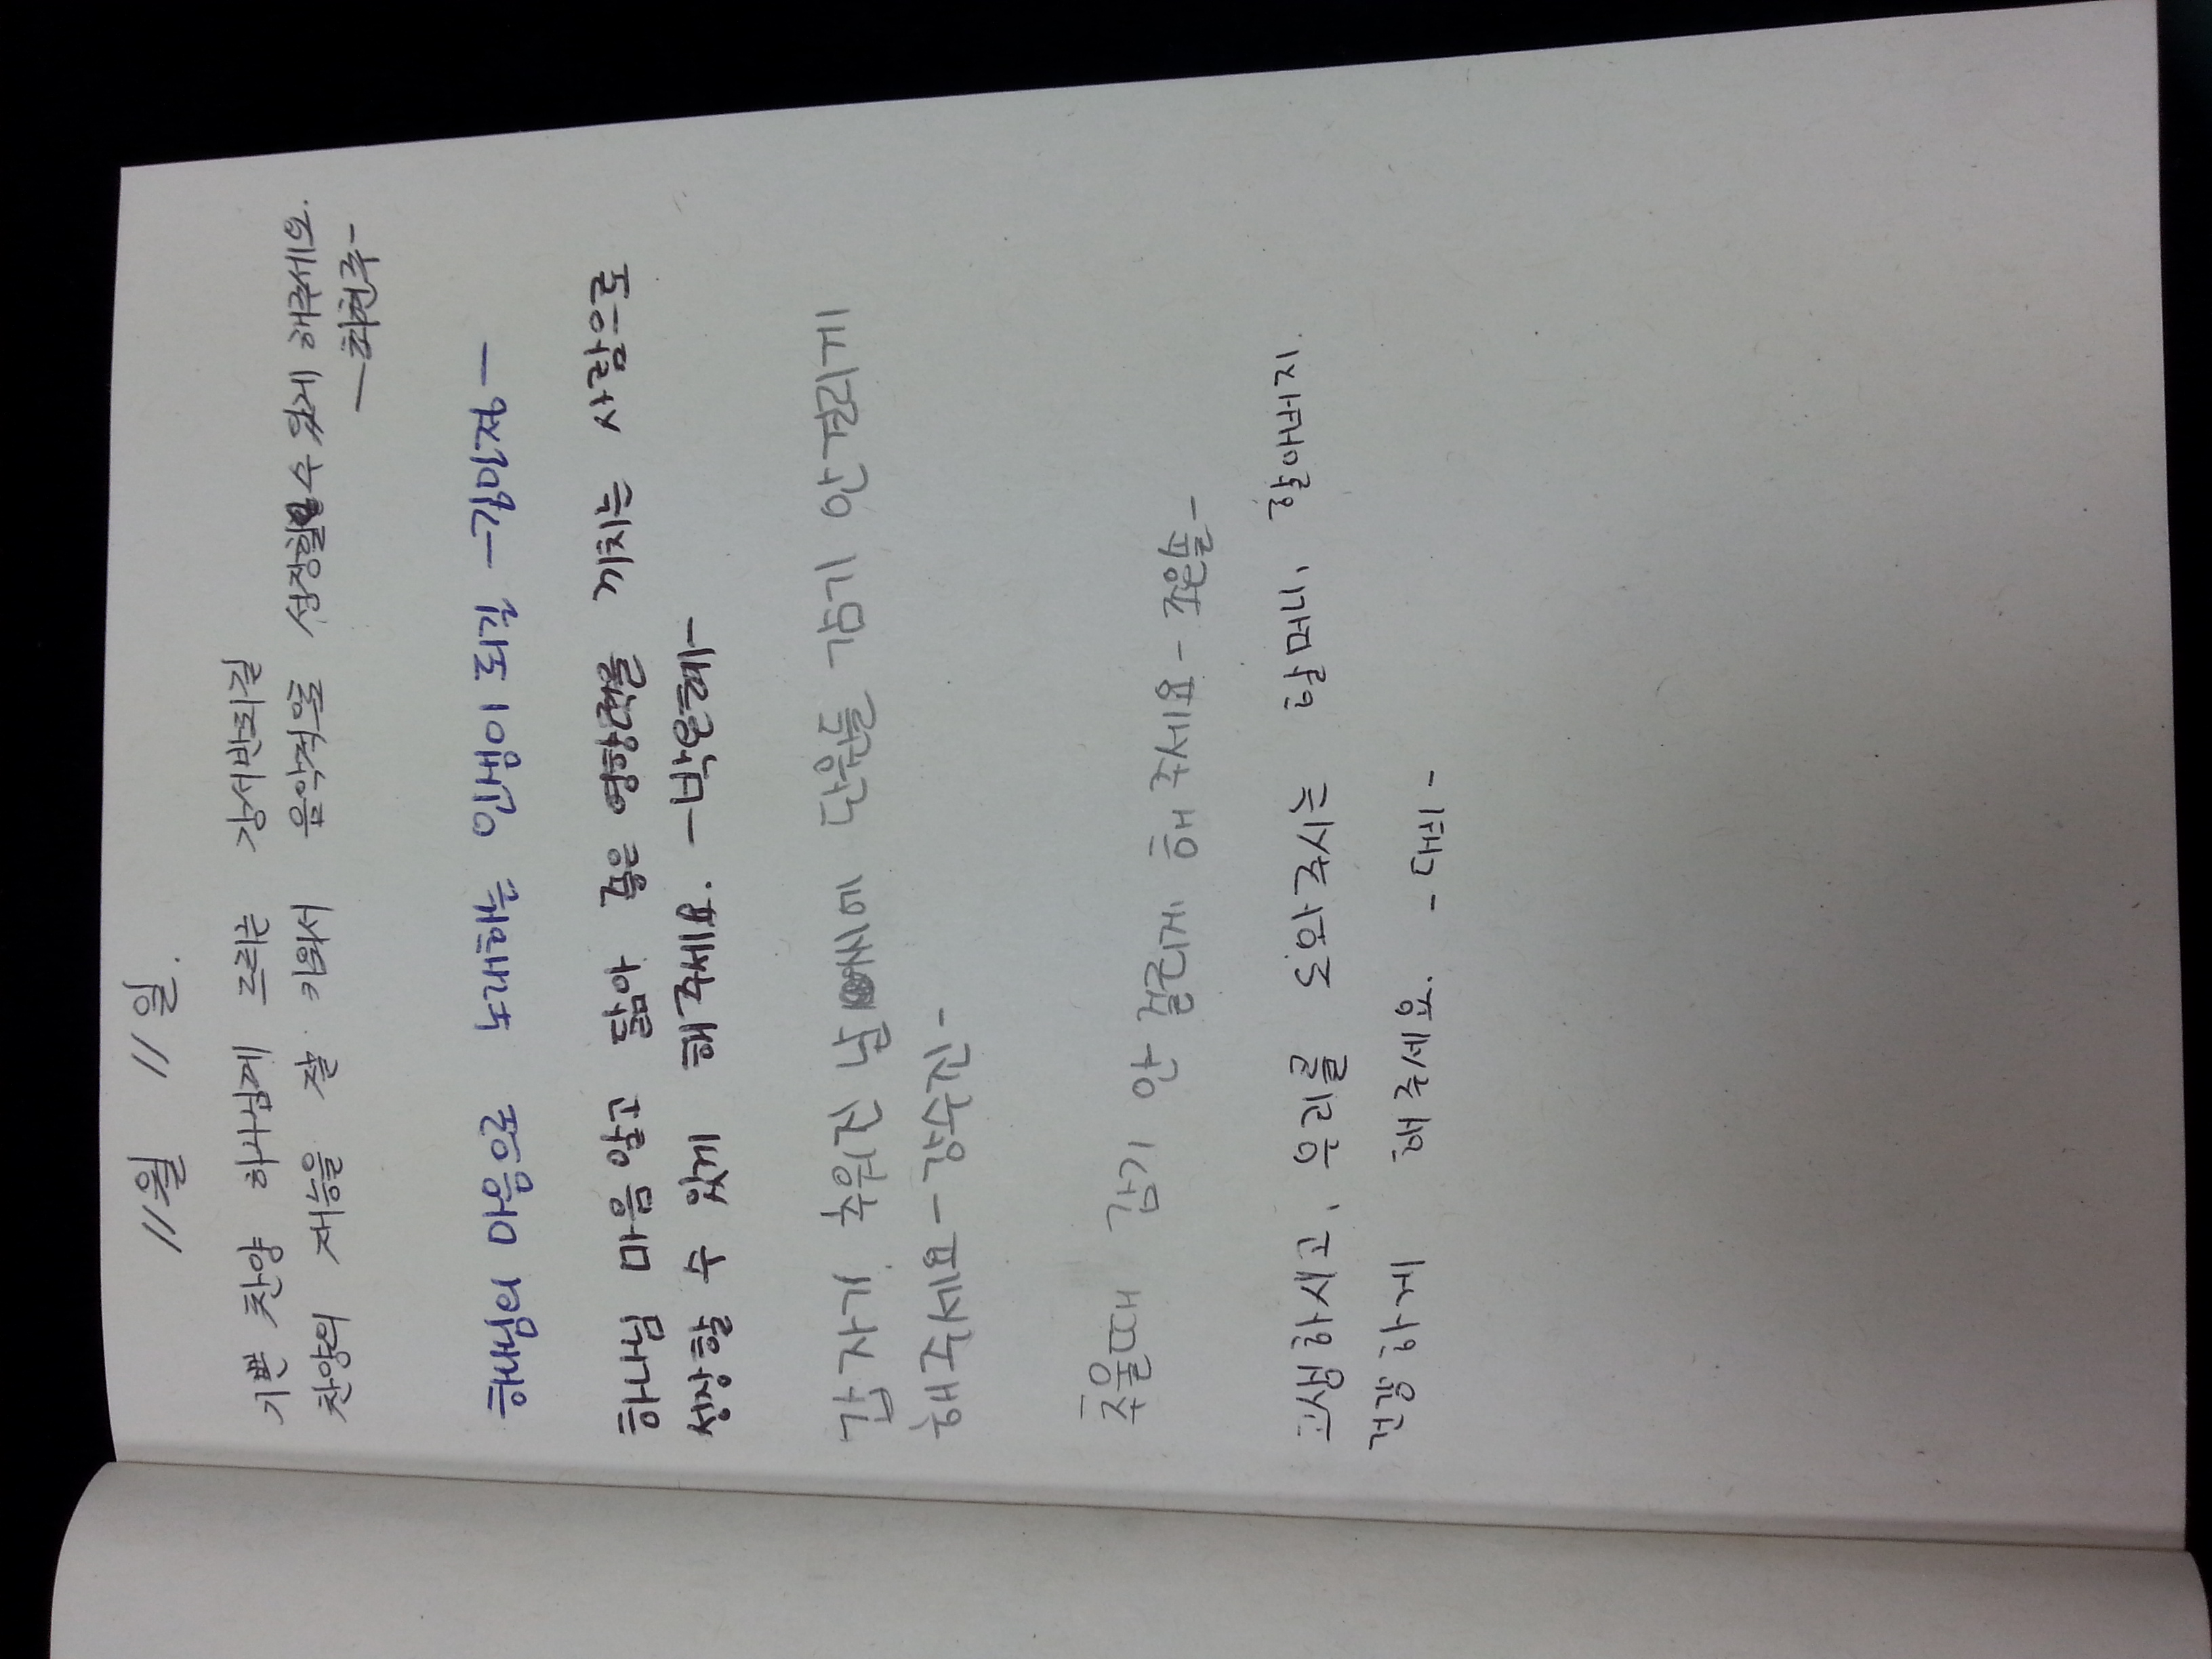 11월 11일.
기쁜 찬양 하나님께 드리는 강서반되길
찬양의 재능을 잘 키워서 음악적으로 성장할 수 있게 해주세요.
-최현주-
하나님의 마음으로 노래하는 인생이 되길 -김민정-
하나님 마음 알고 닮아 좋은 영향력을 끼치는 사람으로
성장할 수 있게 해주세요. -박은혜-
갑자기 추워진 날씨에 단원들 감기 안 걸리게
해주세요 -강수진-
추울때 감기 안 걸리게 해주세요 - 조은솔 -
고생하시고, 우리를 도와주시는 할머니, 할아버지.
건강하게 해주세요. - 대비 -